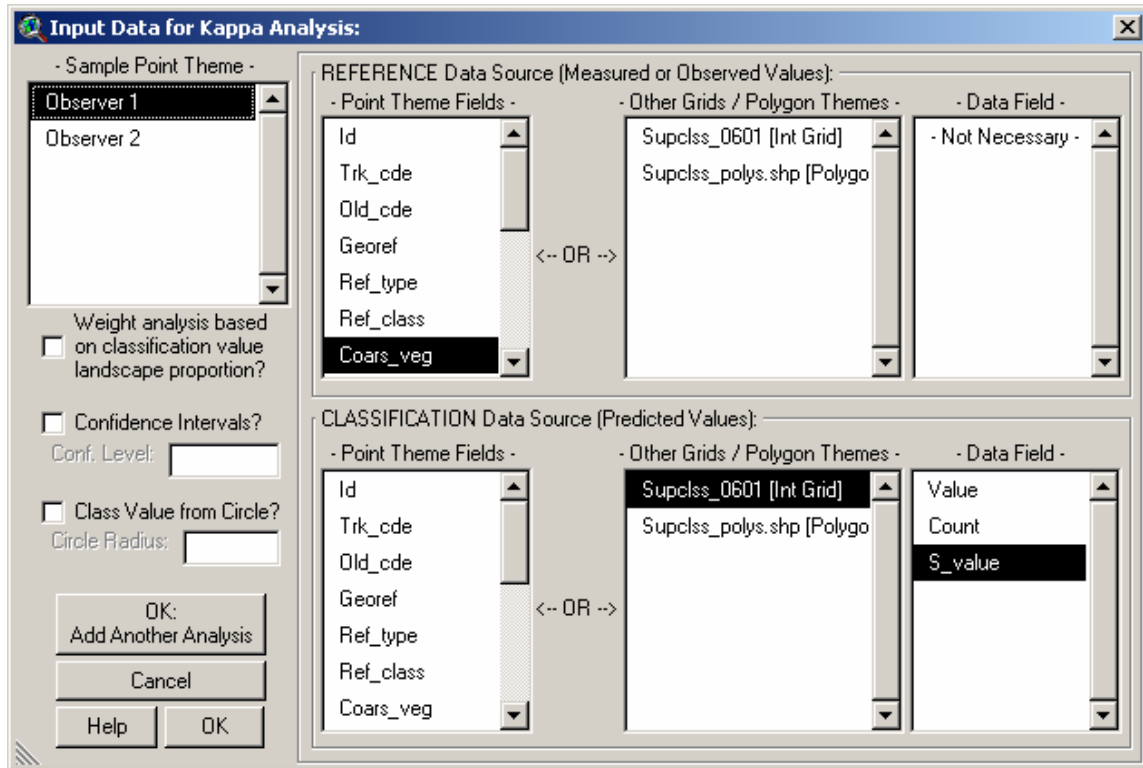 Input Data for Kappa Analysis:
- Sample Point Theme -
Observer 1
Observer 2
Weight analysis based
on classification value
landscape proportion?
Confidence Intervals?
Conf. Level:
Class Value from Circle?
Circle Radius:
OK:
Add Another Analysis
Cancel
Help
OK
REFERENCE Data Source (Measured or Observed Values):
- Point Theme Fields -
Id
Trk_cde
Old_cde
Georef
Ref_type
Ref_class
Coars_veg
<-- OR -->
- Other Grids / Polygon Themes -
Supclss_0601 [Int Grid]
Supclss_polys.shp [Polygo
- Data Field -
- Not Necessary -
CLASSIFICATION Data Source (Predicted Values):
- Point Theme Fields -
Id
Trk_cde
Old_cde
Georef
Ref_type
Ref_class
Coars_veg
<-- OR -->
- Other Grids / Polygon Themes -
Supclss_0601 [Int Grid]
Supclss_polys.shp [Polygo
- Data Field -
Value
Count
S_value